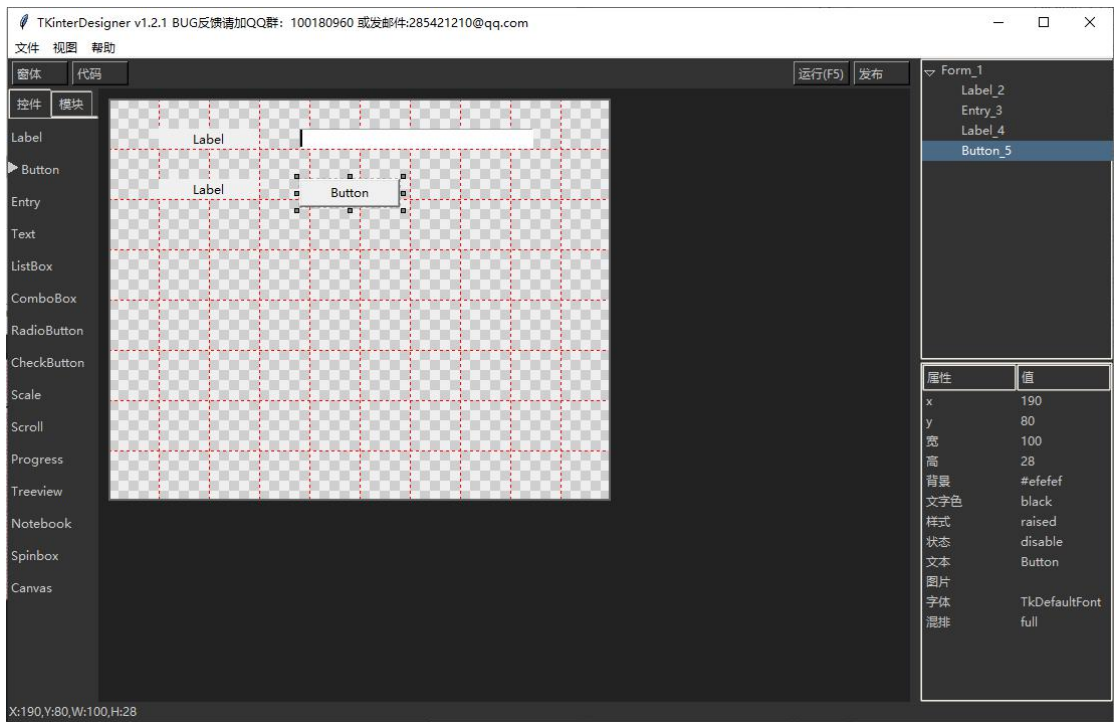 TKinterDesigner v1.2.1 BUG反馈请加QQ群：100180960 或发邮件:285421210@qq.com
文件 视图 帮助
窗体 代码 运行(F5) 发布
控件 模块
Label
Button
Entry
Text
ListBox
ComboBox
RadioButton
CheckButton
Scale
Scroll
Progress
Treeview
Notebook
Spinbox
Canvas
Label
Label Button
Form_1
Label_2
Entry_3
Label_4
Button_5
属性 值
x 190
y 80
宽 100
高 28
背景 #efefef
文字色 black
样式 raised
状态 disable
文本 Button
图片
字体 TkDefaultFont
混排 full
X:190,Y:80,W:100,H:28